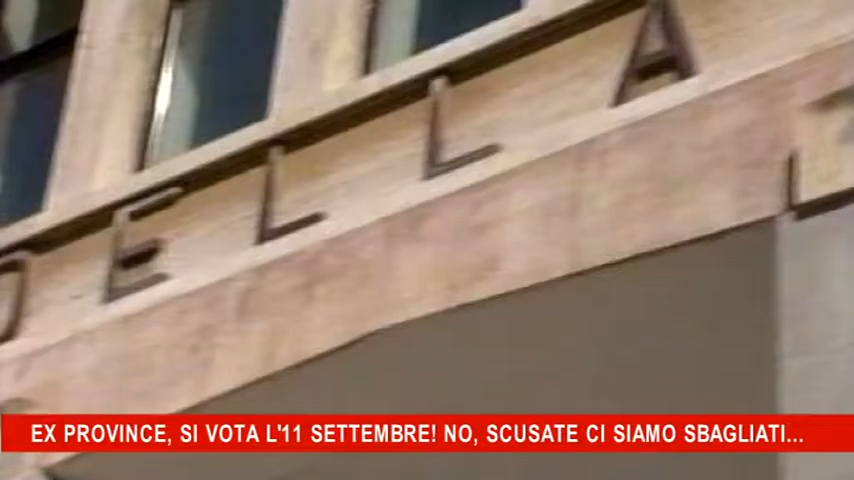 DELLA
EX PROVINCE, SI VOTA L'11 SETTEMBRE! NO, SCUSATE CI SIAMO SBAGLIATI...